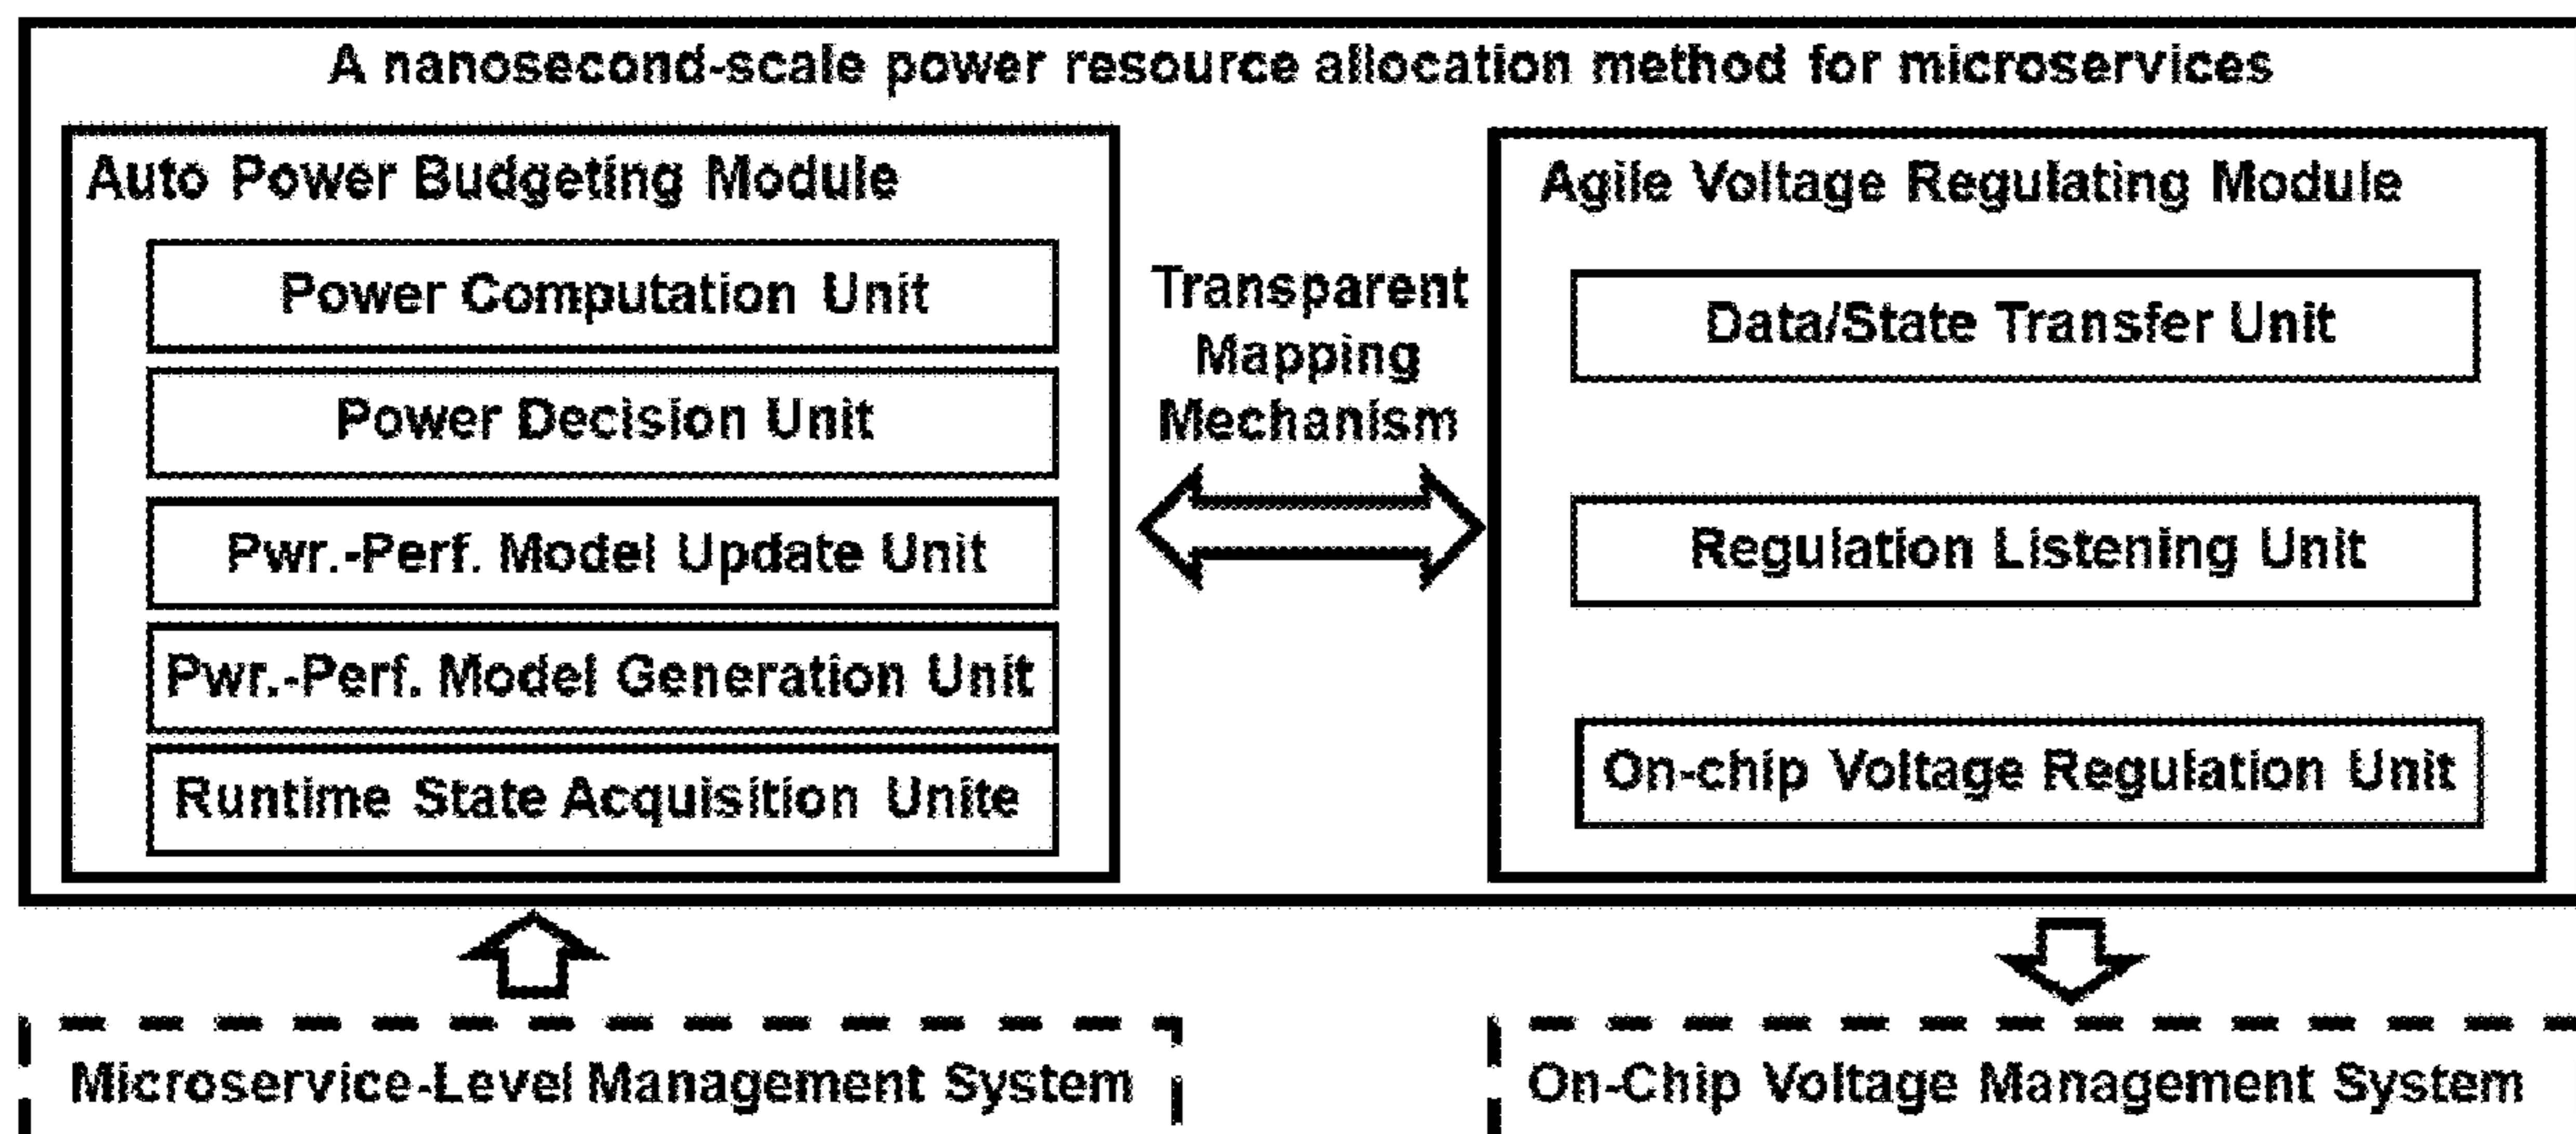 A nanosecond-scale power resource allocation method for microservices
Auto Power Budgeting Module
Power Computation Unit
Power Decision Unit
Pwr.-Perf. Model Update Unit
Pwr.-Perf. Model Generation Unit
Runtime State Acquisition Unite
Transparent
Mapping
Mechanism
Agile Voltage Regulating Module
Data/State Transfer Unit
Regulation Listening Unit
On-chip Voltage Regulation Unit
Microservice-Level Management System
On-Chip Voltage Management System